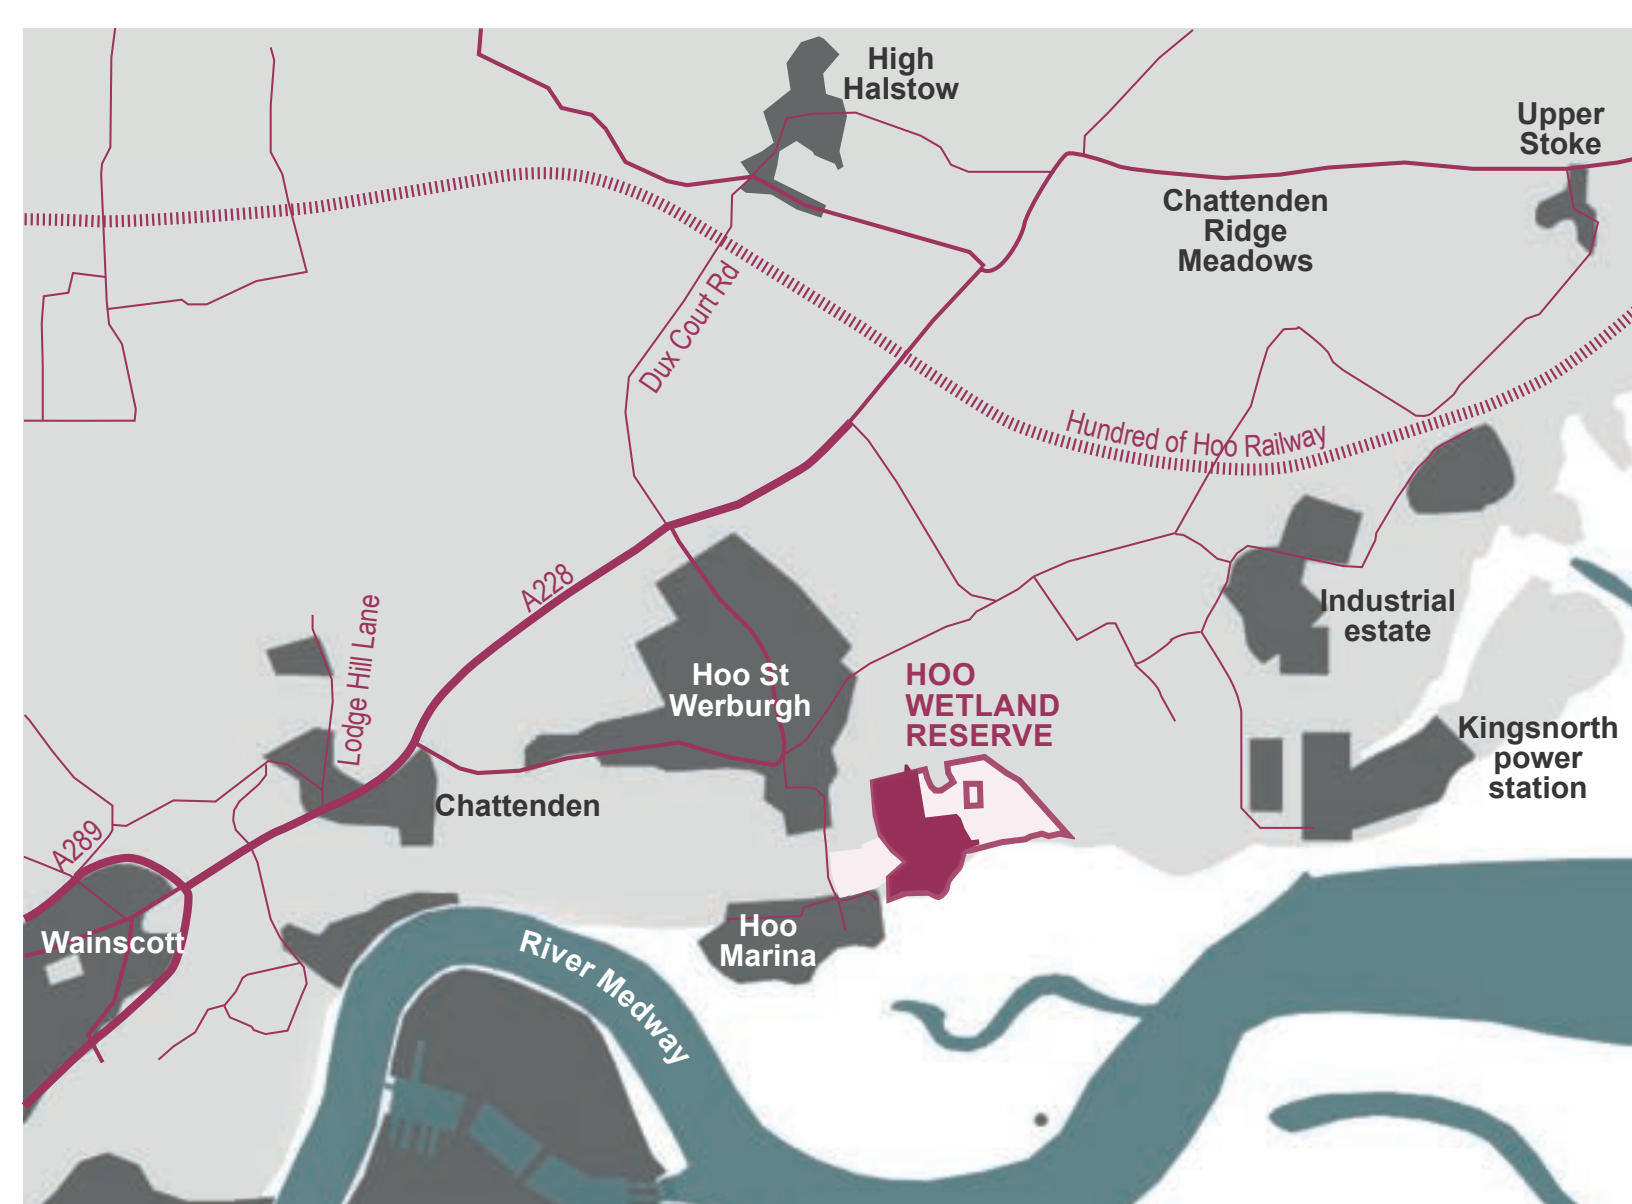 High
Halstow
Upper
Stoke
Chattenden
Ridge
Meadows
Dux Court Rd
Hundred of Hoo Railway
A228
Lodge Hill Lane
Industrial
estate
Hoo St
Werburgh
HOO
WETLAND
RESERVE
Kingsnorth
power
station
Chattenden
A289
Wainscott
Hoo
Marina
River Medway